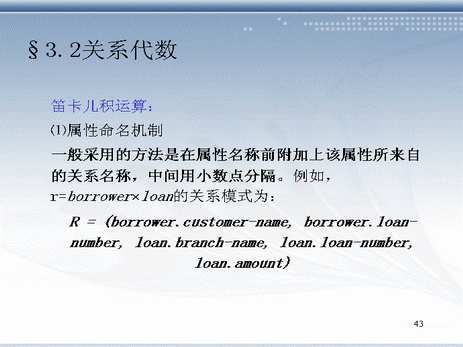 §3.2关系代数
笛卡儿积运算：
⑴属性命名机制
一般采用的方法是在属性名称前附加上该属性所来自
的关系名称，中间用小数点分隔。例如，
r=borrower×loan的关系模式为：
R = (borrower.customer-name, borrower.loan-
number, loan.branch-name, loan.loan-number,
loan.amount)
43